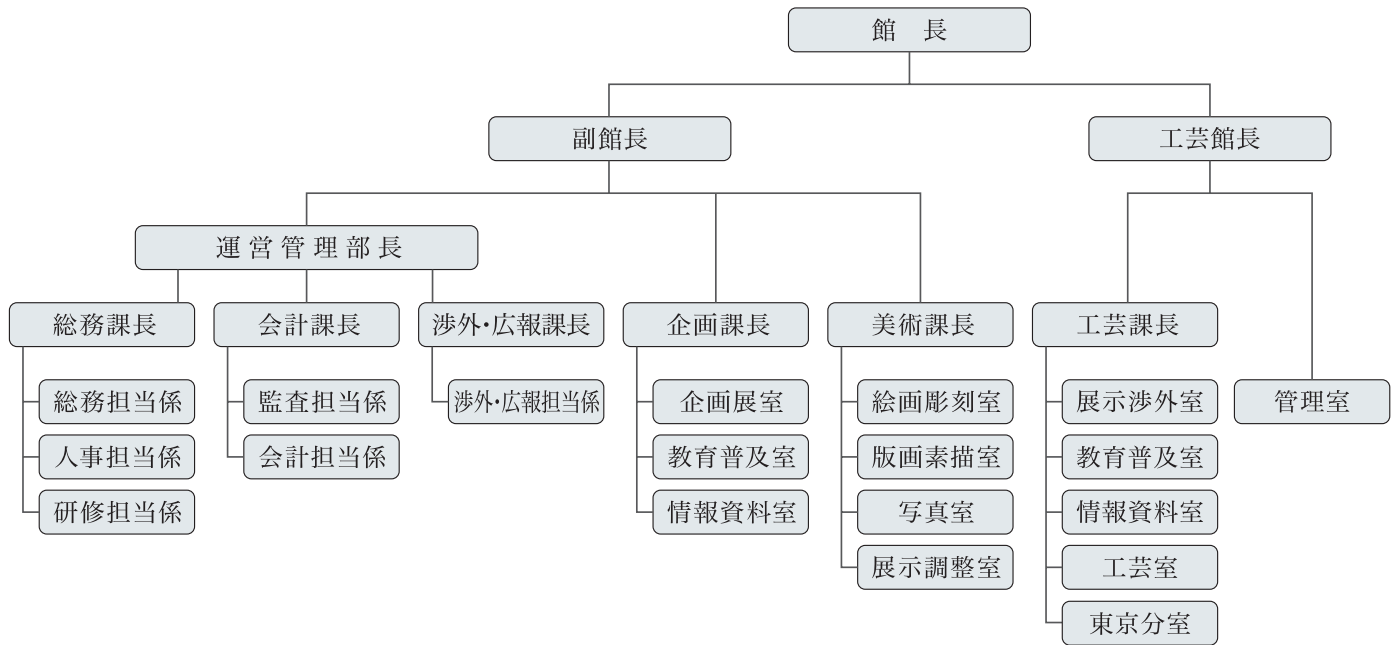 館　長
副館長
工芸館長
運営管理部長
総務課長
会計課長
渉外・広報課長
企画課長
美術課長
工芸課長
総務担当係
監査担当係
渉外・広報担当係
企画展室
絵画彫刻室
展示渉外室
管理室
人事担当係
会計担当係
教育普及室
版画素描室
教育普及室
研修担当係
情報資料室
写真室
情報資料室
展示調整室
工芸室
東京分室